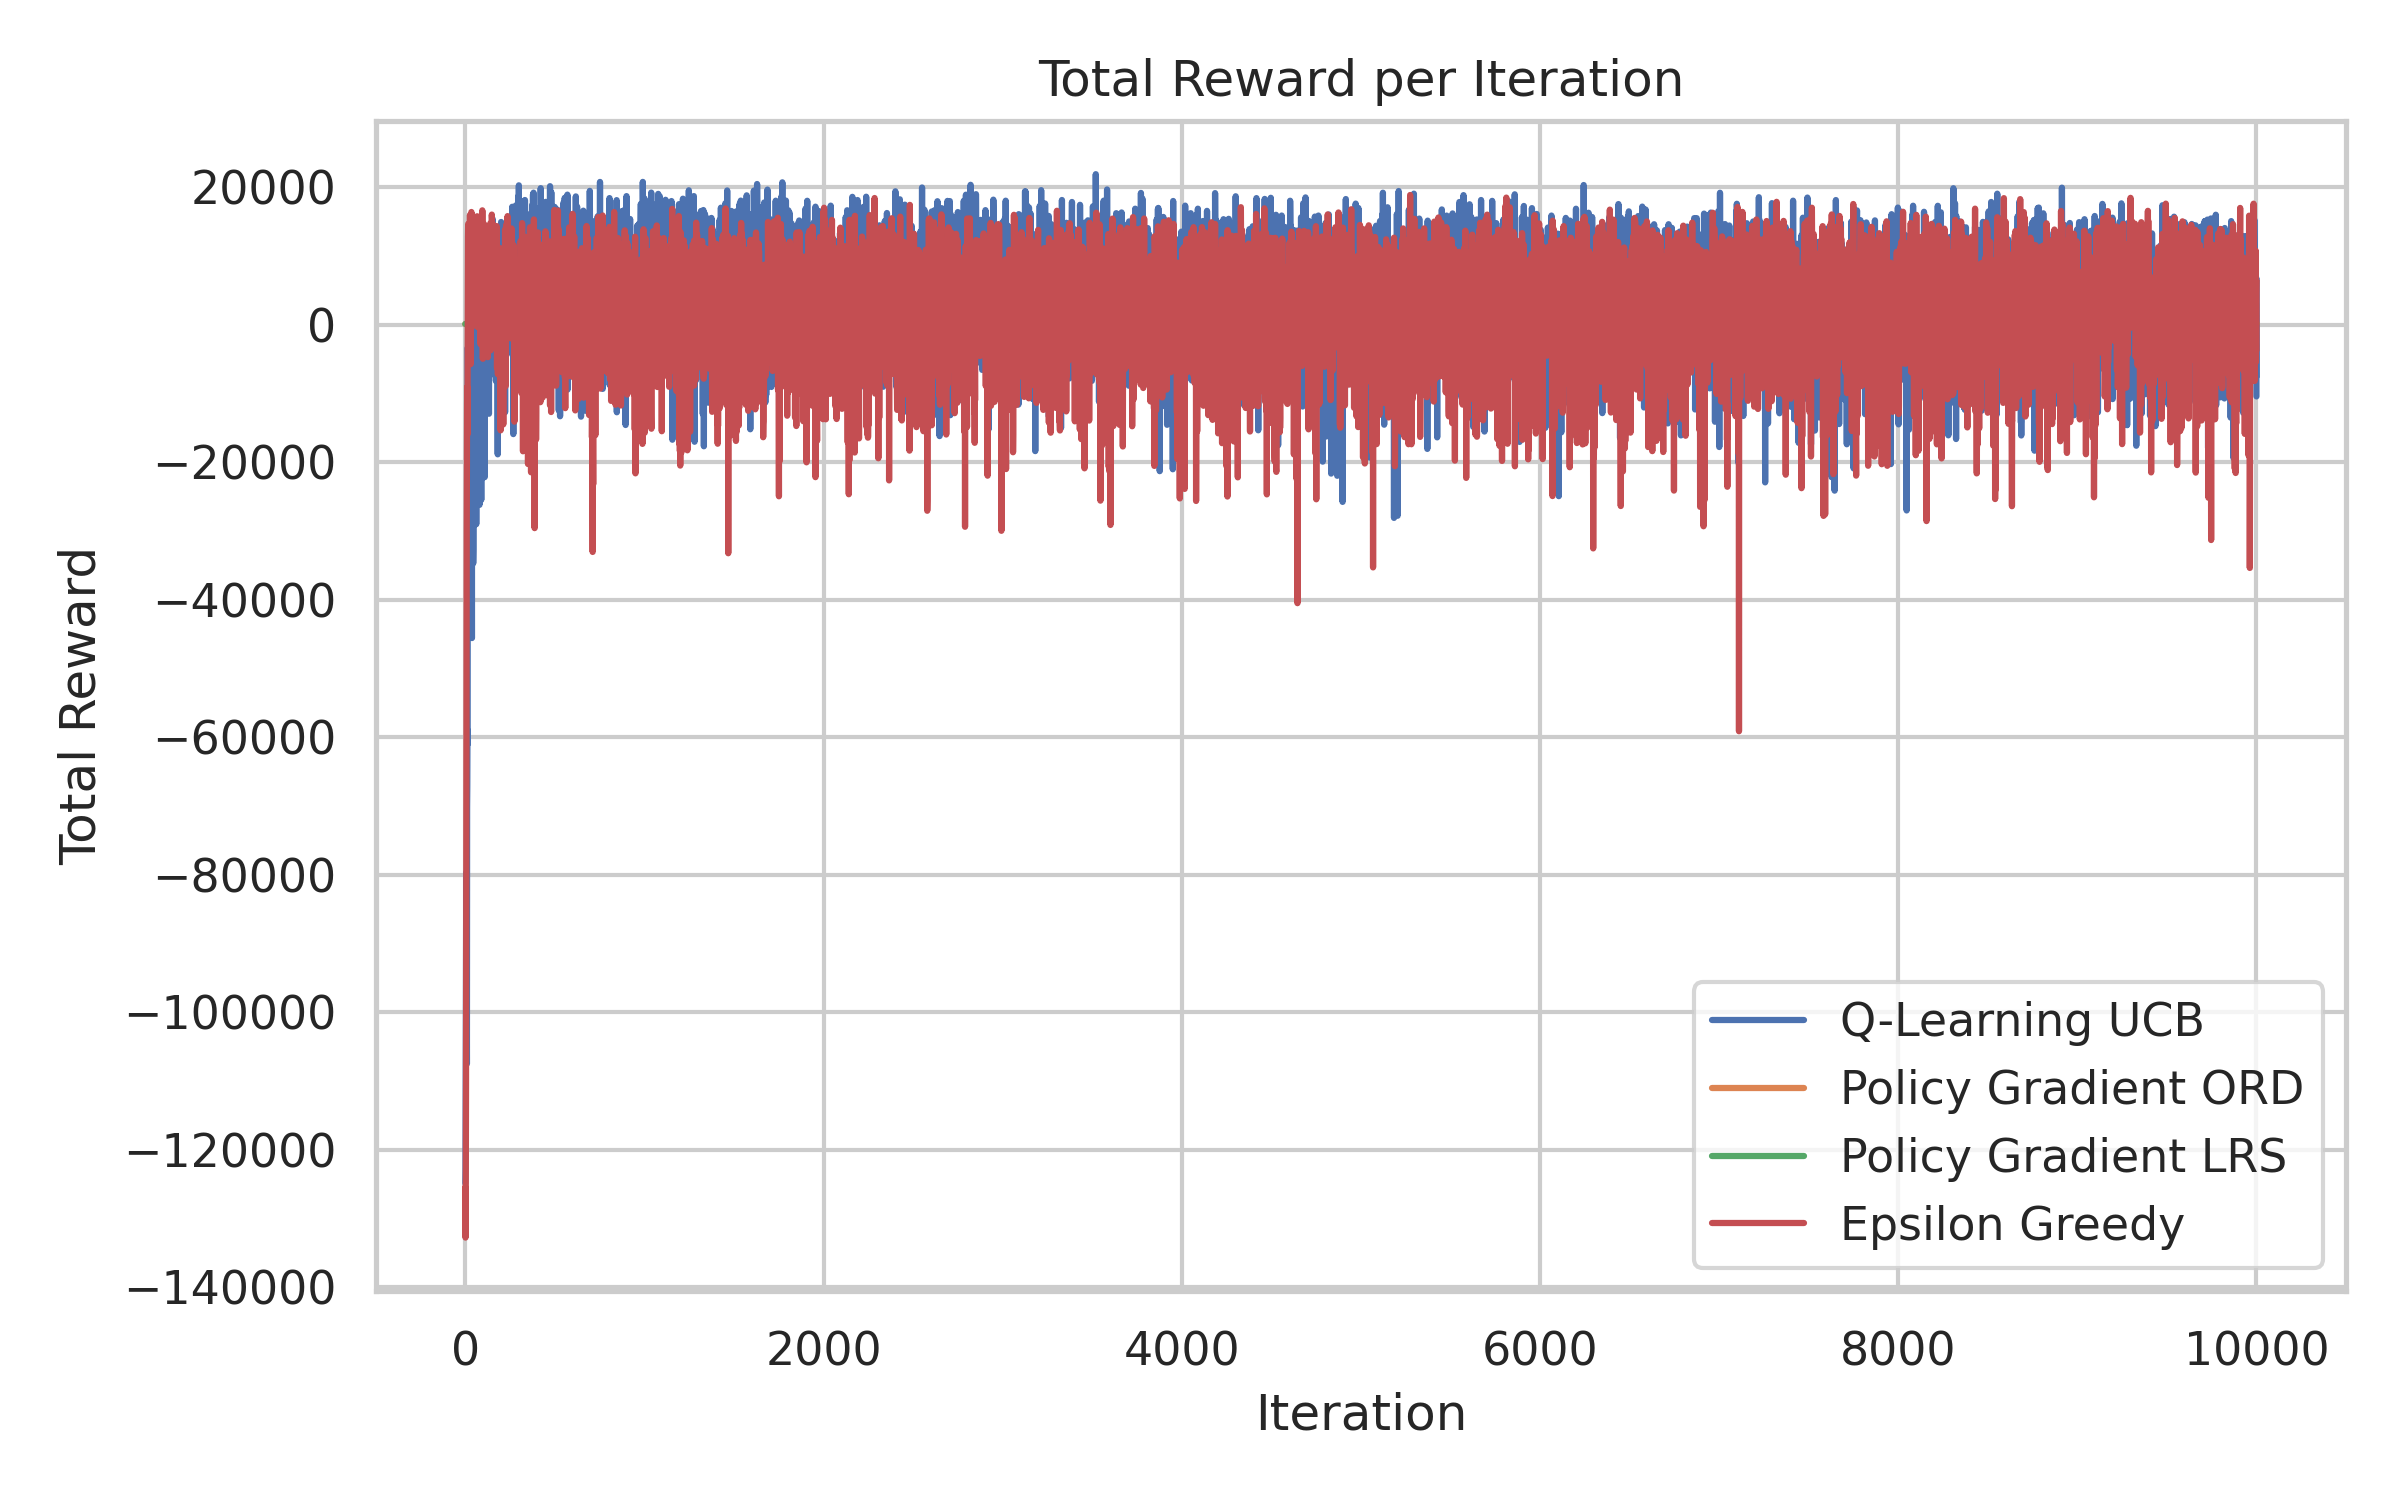 Total Reward per Iteration
20000
0
−20000
−40000
−60000
−80000
−100000
−120000
−140000
Total Reward
0 2000 4000 6000 8000 10000
Iteration
Q-Learning UCB
Policy Gradient ORD
Policy Gradient LRS
Epsilon Greedy